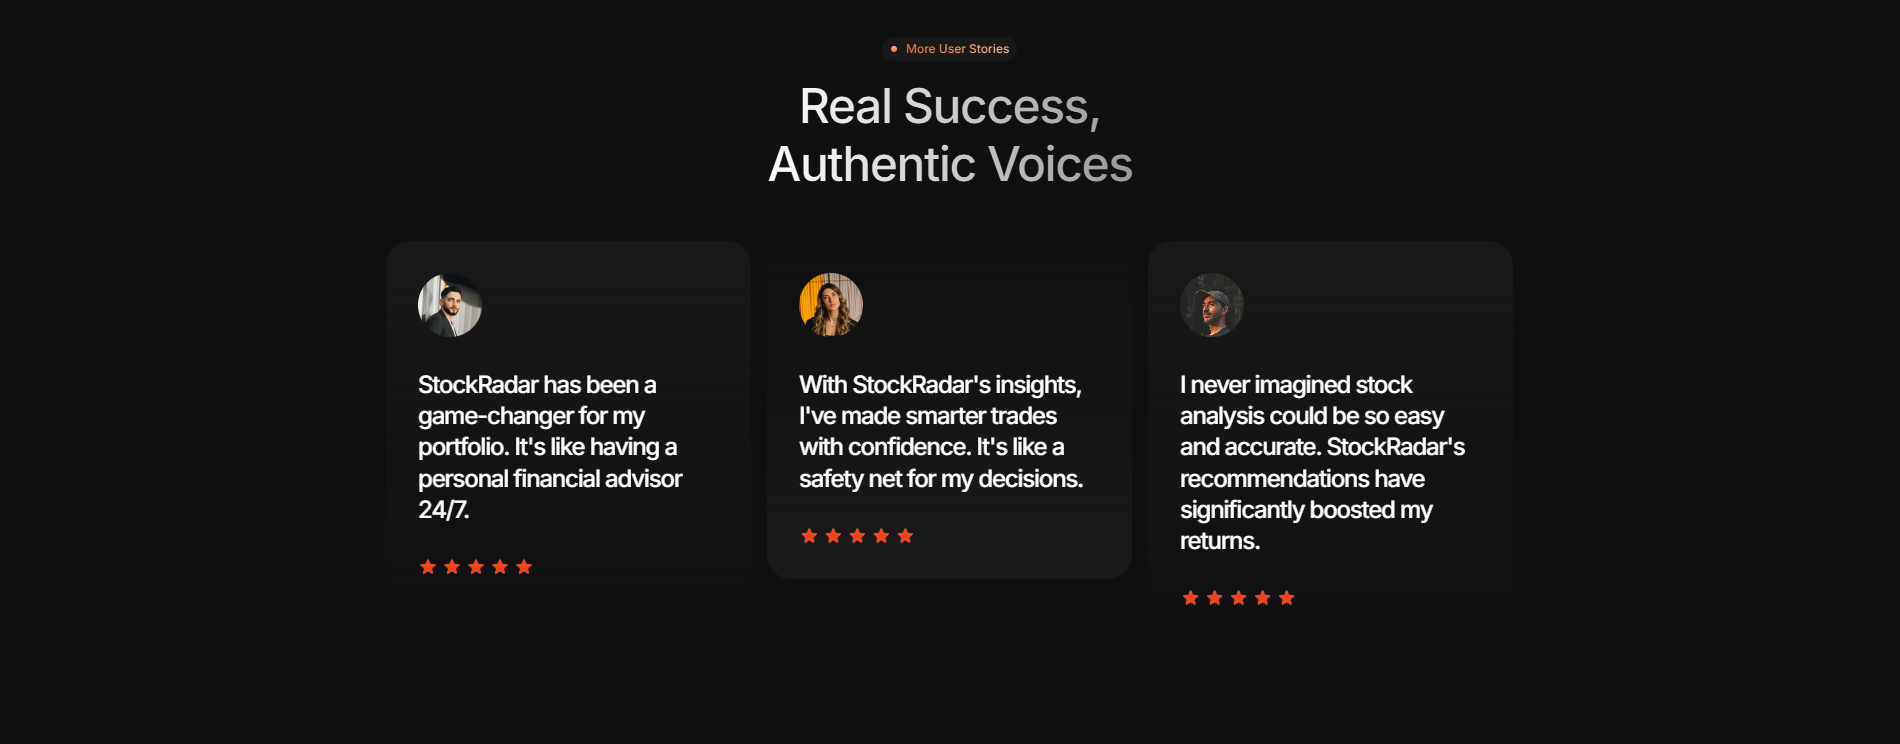 More User Stories
Real Success,
Authentic Voices
StockRadar has been a
game-changer for my
portfolio. It's like having a
personal financial advisor
24/7.
With StockRadar's insights,
I've made smarter trades
with confidence. It's like a
safety net for my decisions.
I never imagined stock
analysis could be so easy
and accurate. StockRadar's
recommendations have
significantly boosted my
returns.